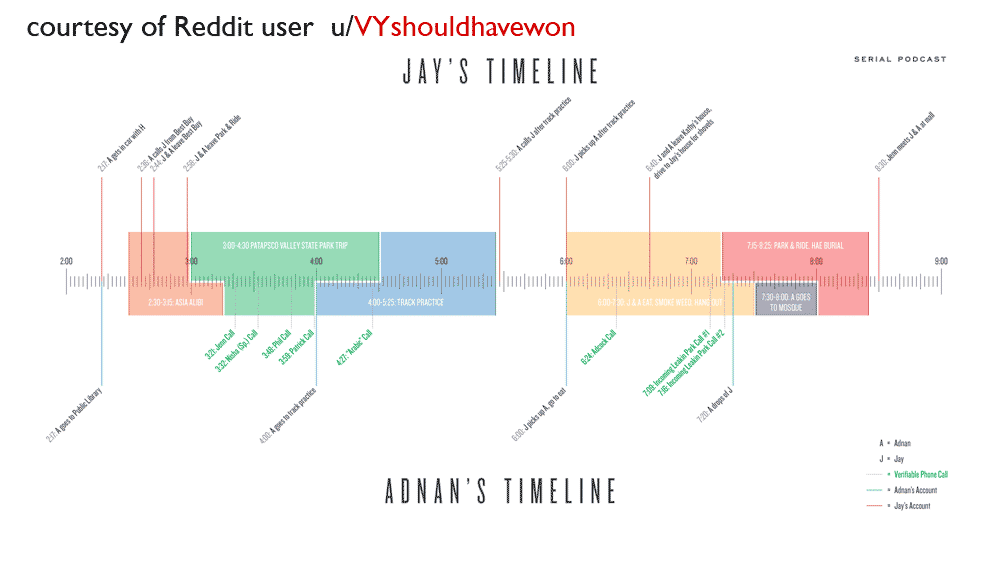 courtesy of Reddit user u/VYshouldhavewon
JAY'S TIMELINE
SERIAL PODCAST
2:17: A gets in car with H
2:36: A calls J from Best Buy
2:44: J & A leave Best Buy
2:58: J & A leave Park & Ride
5:25-5:30: A calls J after track practice
6:00: J picks up A after track practice
6:40: J and A leave Kathy's house,
drive to Jay's house for shovels
8:30: Jenn meets J & A at mall
3:00-4:30 PATAPSCO VALLEY STATE PARK TRIP
7:15-8:25: PARK & RIDE, HAE BURIAL
2:00
3:00
4:00
5:00
6:00
7:00
8:00
9:00
2:30-3:15: ASIA ALIBI
4:00-5:25: TRACK PRACTICE
J & A EAT, SMOKE WEED, HANG OUT
7:30-8:00: A GOES
TO MOSQUE
3:21: Jenn Call
3:32: Nisha (Sp.) Call
3:48: Phil Call
3:59: Patrick Call
4:27: "Arabic" Call
6:24: Adcock Call
7:09: Incoming Leakin Park Call #1
7:16: Incoming Leakin Park Call #2
2:17: A goes to Public Library
4:00: A goes to track practice
6:00: J picks up A, go to eat
7:20: A drops of J
A = Adnan
J = Jay
= Verifiable Phone Call
= Adnan's Account
= Jay's Account
ADNAN'S TIMELINE